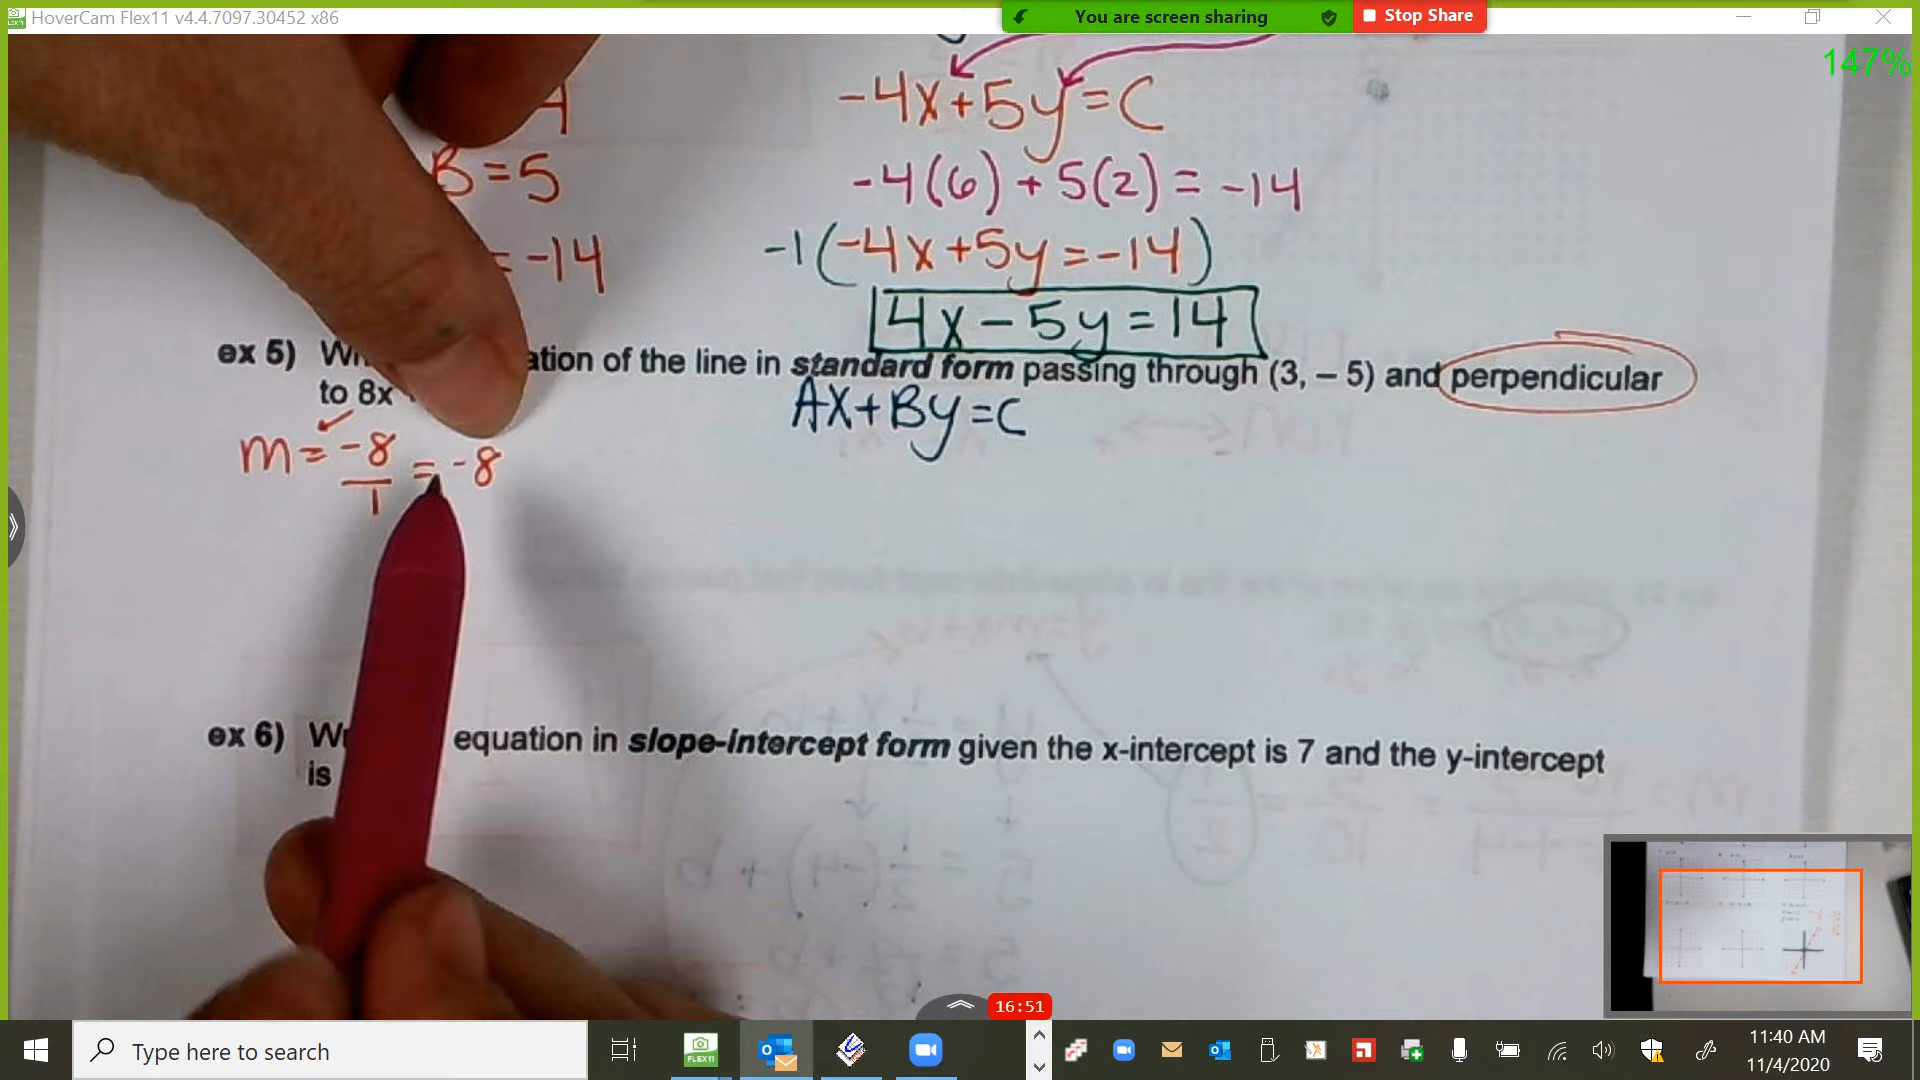 HoverCam Flex11 v4.4.7097.30452 x86
You are screen sharing
Stop Share
147%
-4x+5y=C
B=5
-4(6)+5(2)=-14
=-14
-1(-4x+5y=-14)
4x-5y=14
ex 5) ation of the line in standard form passing through (3, – 5) and perpendicular
to 8x
Ax+By=C
m=-8/1=-8
ex 6) equation in slope-intercept form given the x-intercept is 7 and the y-intercept
is
16:51
Type here to search
FLEX11
11:40 AM
11/4/2020